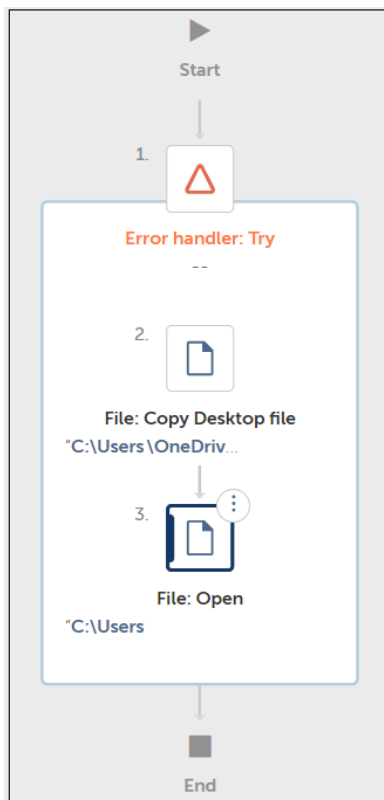 Start
1.
Error handler: Try
--
2.
File: Copy Desktop file
"C:\Users\OneDriv...
3.
File: Open
"C:\Users
End